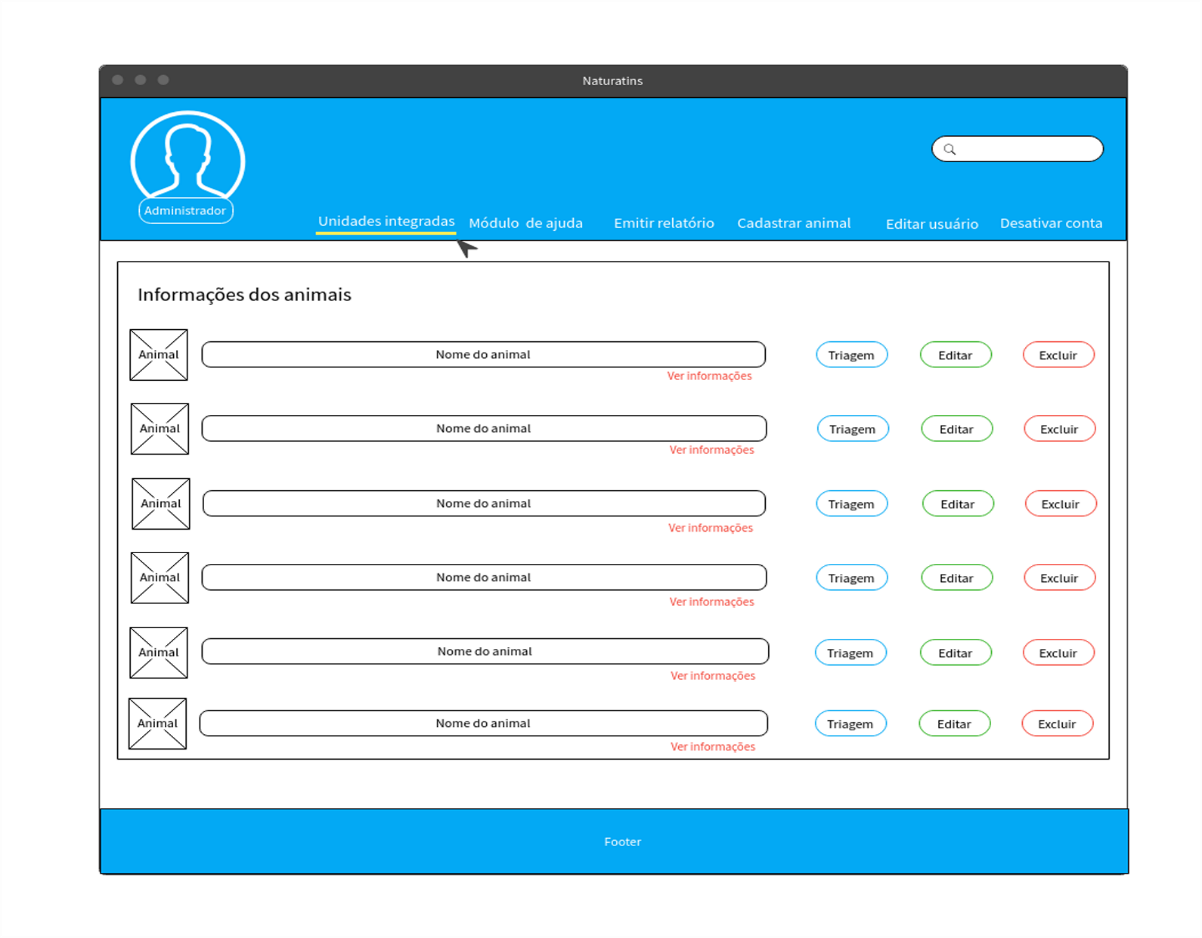 Naturatins
Administrador
Unidades integradas Módulo de ajuda Emitir relatório Cadastrar animal Editar usuário Desativar conta
Informações dos animais
Animal Nome do animal Triagem Editar Excluir
Ver informações
Animal Nome do animal Triagem Editar Excluir
Ver informações
Animal Nome do animal Triagem Editar Excluir
Ver informações
Animal Nome do animal Triagem Editar Excluir
Ver informações
Animal Nome do animal Triagem Editar Excluir
Ver informações
Animal Nome do animal Triagem Editar Excluir
Ver informações
Footer